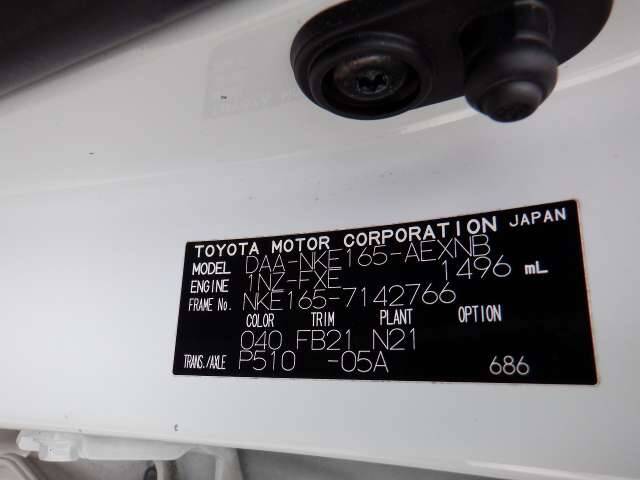 TOYOTA MOTOR CORPORATION JAPAN
MODEL DAA-NKE165-AEXNB
ENGINE 1NZ-FXE 1496 mL
FRAME No. NKE165-7142766
COLOR TRIM PLANT OPTION
040 FB21 N21
TRANS./AXLE P510 -05A 686